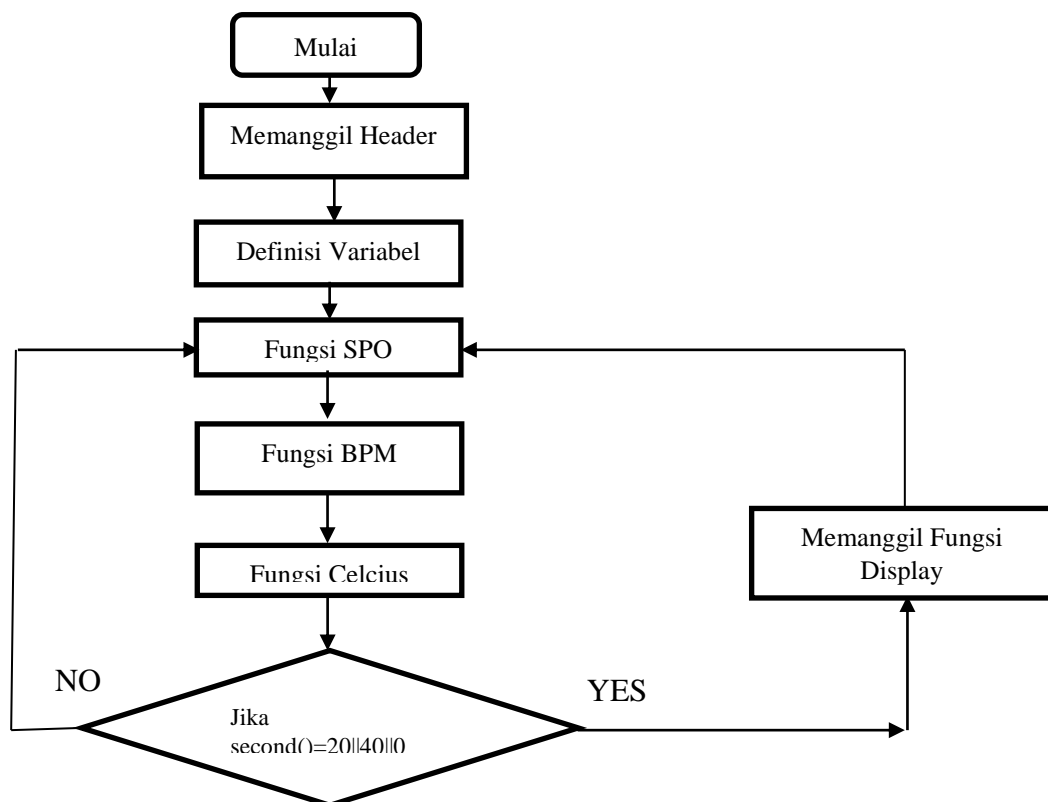 Mulai
Memanggil Header
Definisi Variabel
Fungsi SPO
Fungsi BPM
Fungsi Celcius
Memanggil Fungsi
Display
NO
YES
Jika
second()=20||40||0